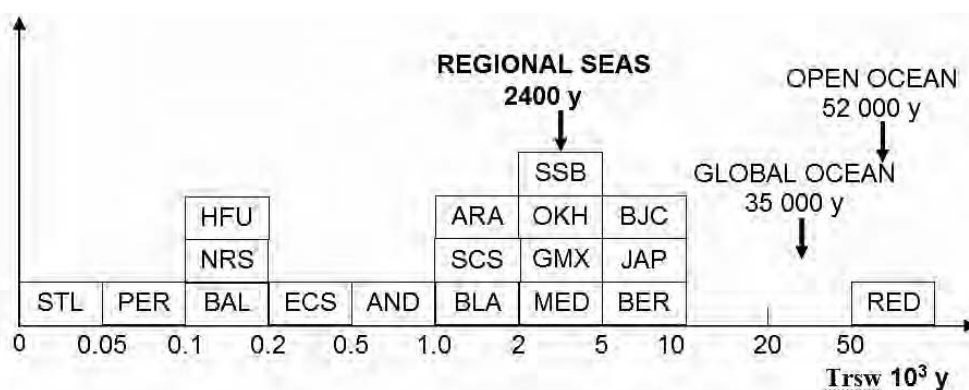 REGIONAL SEAS
2400 y
OPEN OCEAN
52 000 y
GLOBAL OCEAN
35 000 y
SSB
HFU ARA OKH BJC
NRS SCS GMX JAP
STL PER BAL ECS AND BLA MED BER RED
0 0.05 0.1 0.2 0.5 1.0 2 5 10 20 50
Trsw 10³ y